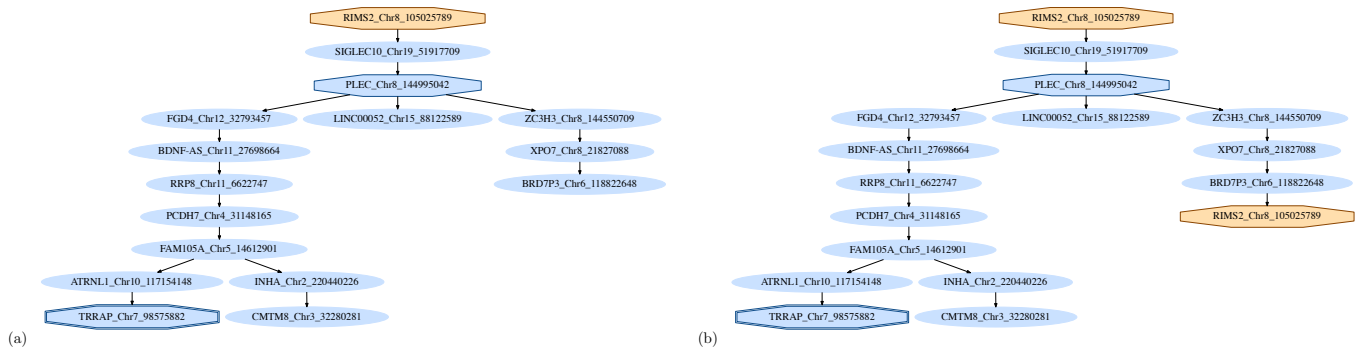 RIMS2_Chr8_105025789
SIGLEC10_Chr19_51917709
PLEC_Chr8_144995042
FGD4_Chr12_32793457
LINC00052_Chr15_88122589
ZC3H3_Chr8_144550709
BDNF-AS_Chr11_27698664
XPO7_Chr8_21827088
RRP8_Chr11_6622747
BRD7P3_Chr6_118822648
PCDH7_Chr4_31148165
FAM105A_Chr5_14612901
ATRNL1_Chr10_117154148
INHA_Chr2_220440226
TRRAP_Chr7_98575882
CMTM8_Chr3_32280281
(a)
RIMS2_Chr8_105025789
SIGLEC10_Chr19_51917709
PLEC_Chr8_144995042
FGD4_Chr12_32793457
LINC00052_Chr15_88122589
ZC3H3_Chr8_144550709
BDNF-AS_Chr11_27698664
XPO7_Chr8_21827088
RRP8_Chr11_6622747
BRD7P3_Chr6_118822648
PCDH7_Chr4_31148165
RIMS2_Chr8_105025789
FAM105A_Chr5_14612901
ATRNL1_Chr10_117154148
INHA_Chr2_220440226
TRRAP_Chr7_98575882
CMTM8_Chr3_32280281
(b)